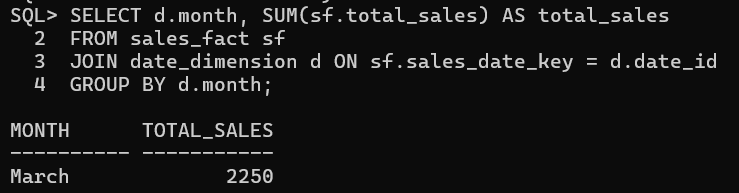 SQL> SELECT d.month, SUM(sf.total_sales) AS total_sales
  2  FROM sales_fact sf
  3  JOIN date_dimension d ON sf.sales_date_key = d.date_id
  4  GROUP BY d.month;

MONTH      TOTAL_SALES
---------- -----------
March             2250